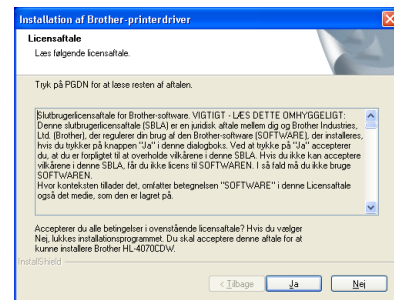 Installation af Brother-printerdriver
Licensaftale
Læs følgende licensaftale.
Tryk på PGDN for at læse resten af aftalen.
Slutbrugerlicensaftale for Brother-software. VIGTIGT - LÆS DETTE OMHYGGELIGT:
Denne slutbrugerlicensaftale (SBLA) er en juridisk aftale mellem dig og Brother Industries,
Ltd. (Brother), der regulerer din brug af den Brother-software (SOFTWARE), der installeres,
hvis du trykker på knappen "Ja" i denne dialogboks. Ved at trykke på "Ja" accepterer
du, at du er forpligtet til at overholde vilkårene i denne SBLA. Hvis du ikke kan acceptere
vilkårene i denne SBLA, får du ikke licens til SOFTWAREN. I så fald må du ikke bruge
SOFTWAREN.
Hvor konteksten tillader det, omfatter betegnelsen "SOFTWARE" i denne Licensaftale
også det medie, som den er lagret på.
Accepterer du alle betingelser i ovenstående licensaftale? Hvis du vælger
Nej, lukkes installationsprogrammet. Du skal acceptere denne aftale for at
kunne installere Brother HL-4070CDW.
InstallShield
< Tilbage
Ja
Nej